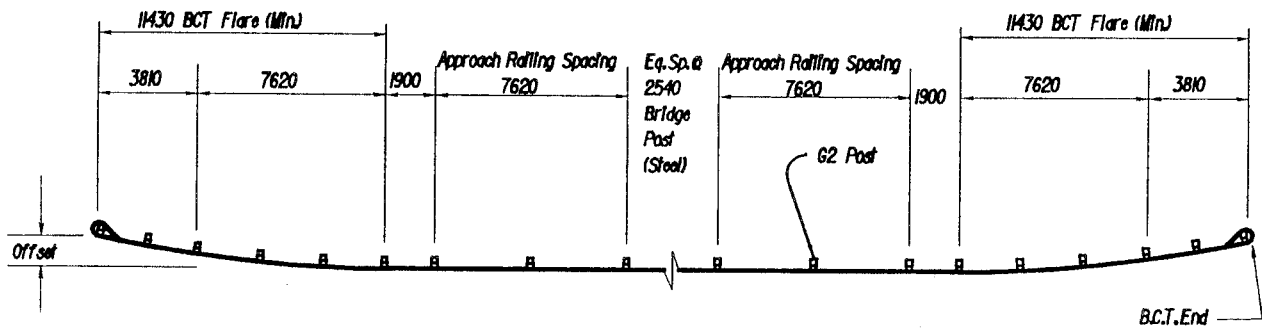 11430 BCT Flare (Min.)
11430 BCT Flare (Min.)
Approach Railing Spacing
Eq. Sp. @
Approach Railing Spacing
3810
7620
1900
7620
2540
7620
1900
7620
3810
Bridge
Post
(Steel)
G2 Post
Offset
B.C.T. End